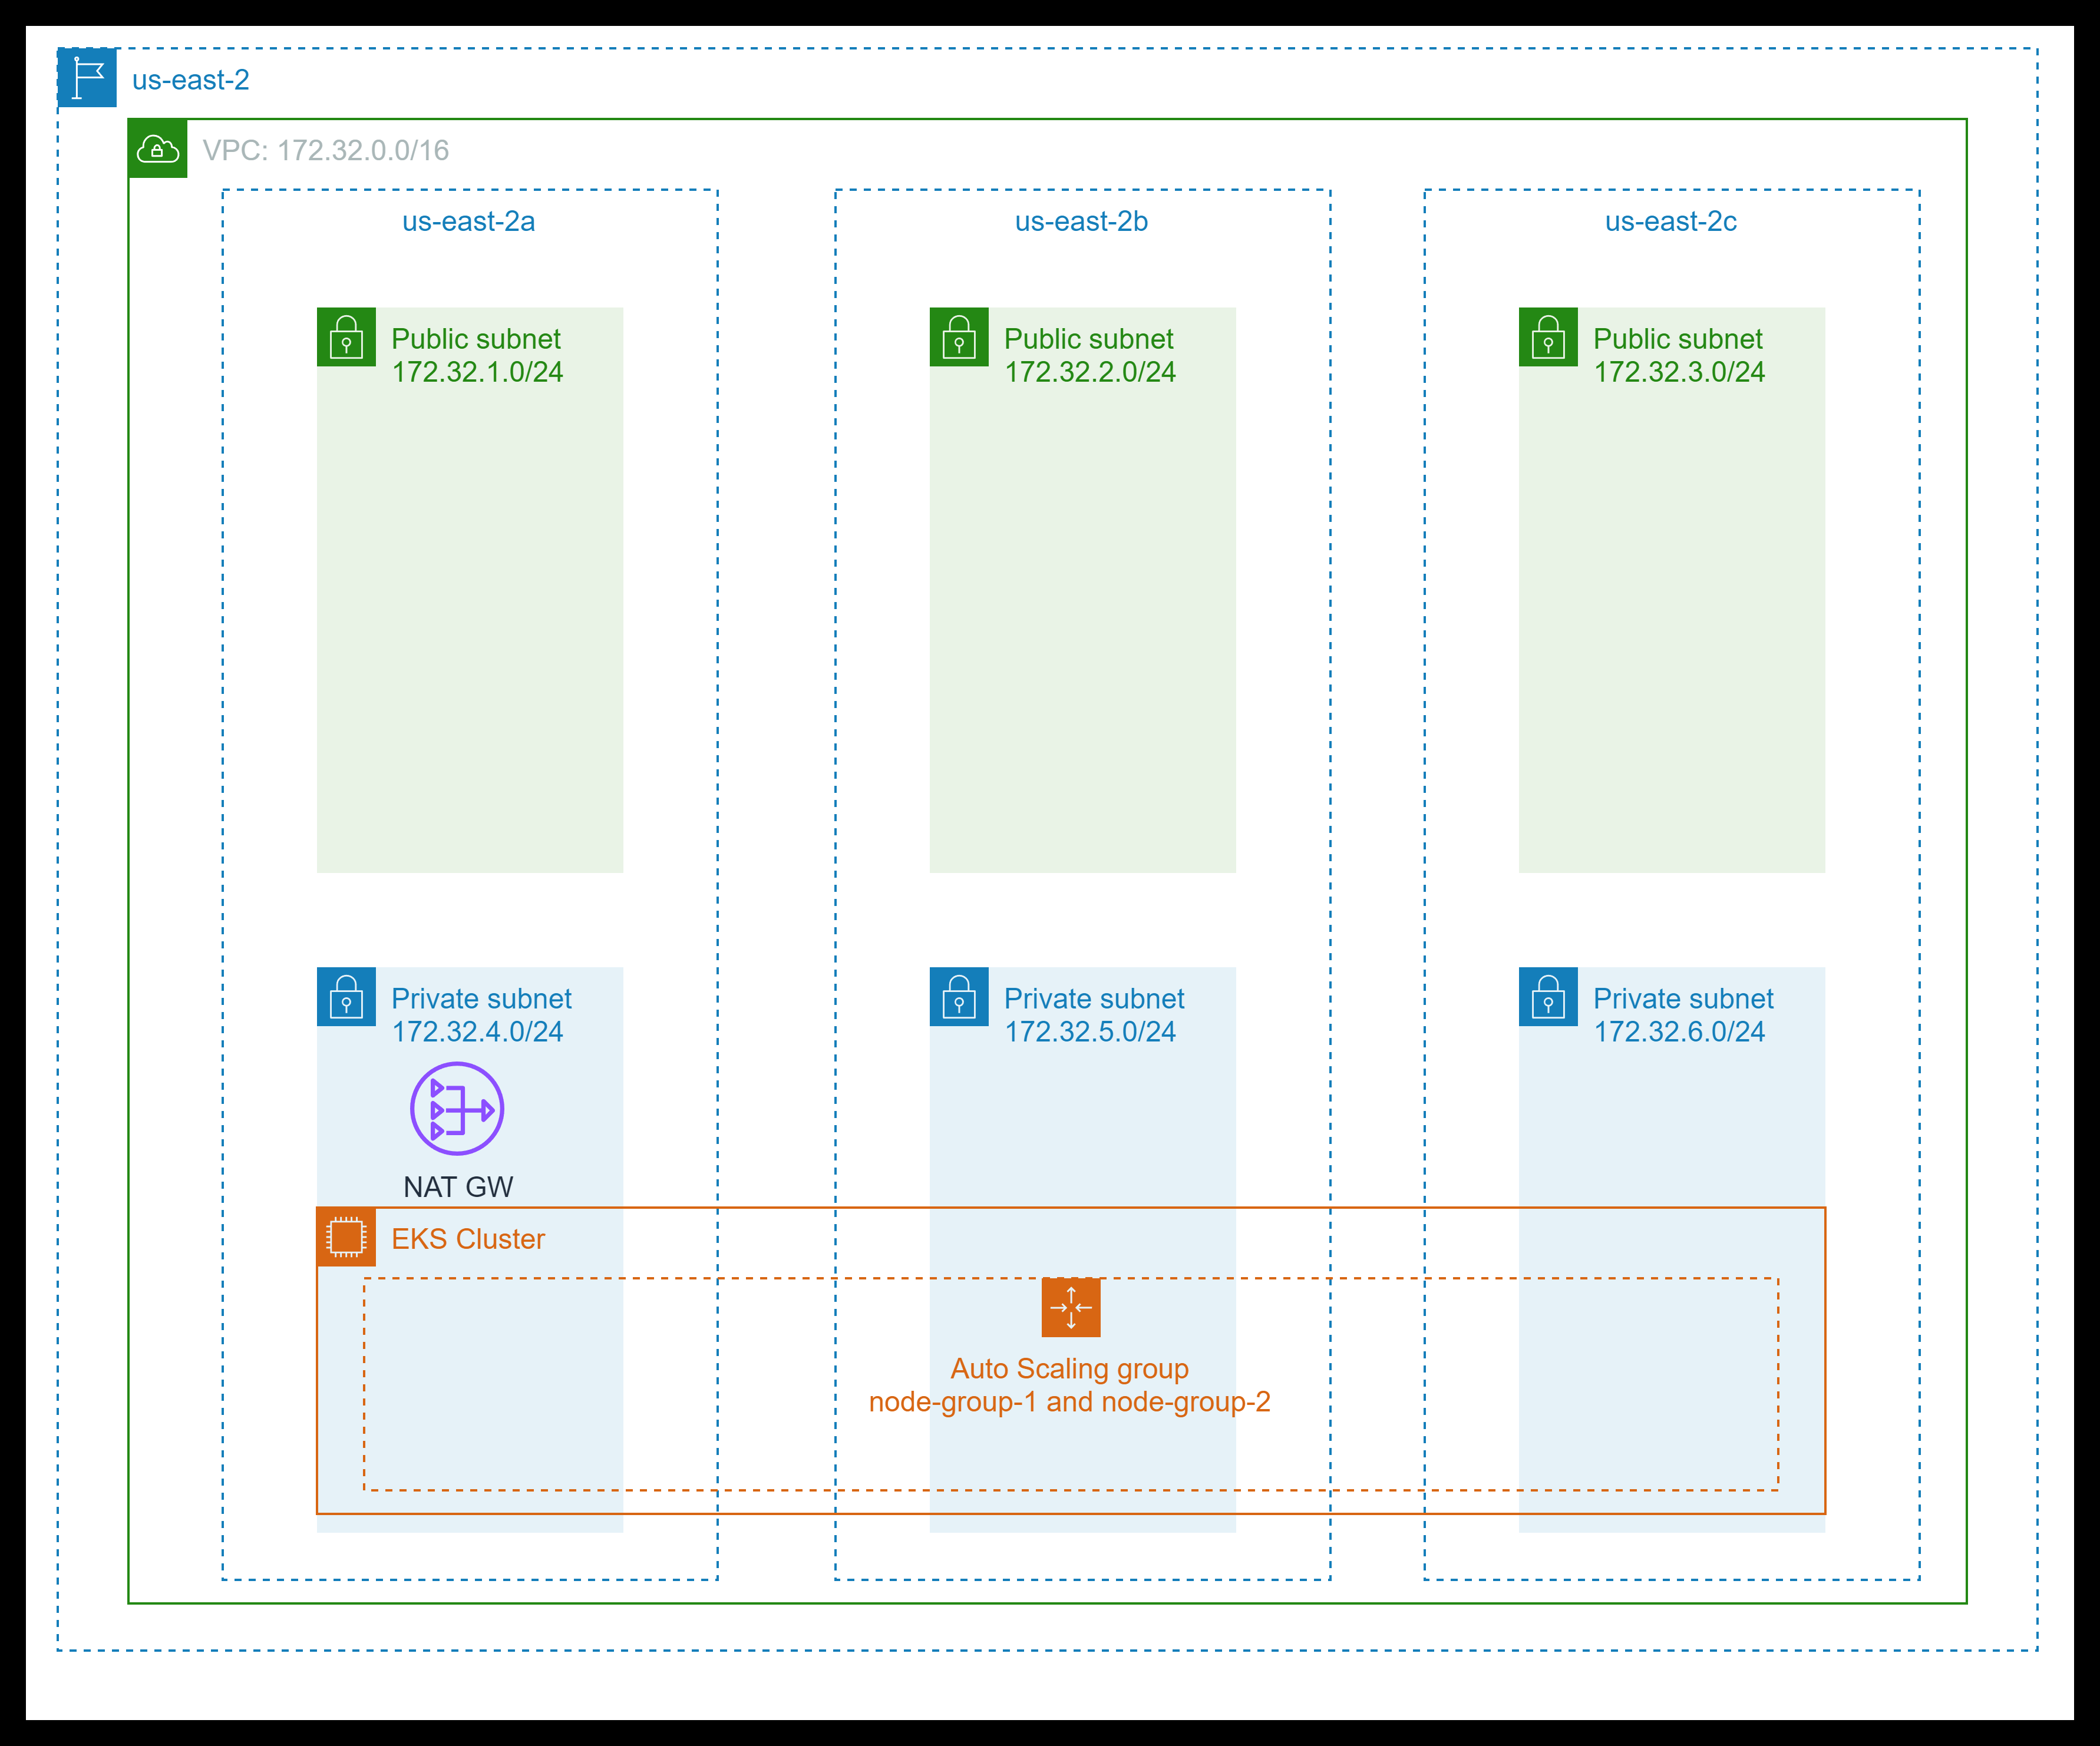 us-east-2
VPC: 172.32.0.0/16
us-east-2a
us-east-2b
us-east-2c
Public subnet
172.32.1.0/24
Public subnet
172.32.2.0/24
Public subnet
172.32.3.0/24
Private subnet
172.32.4.0/24
Private subnet
172.32.5.0/24
Private subnet
172.32.6.0/24
NAT GW
EKS Cluster
Auto Scaling group
node-group-1 and node-group-2